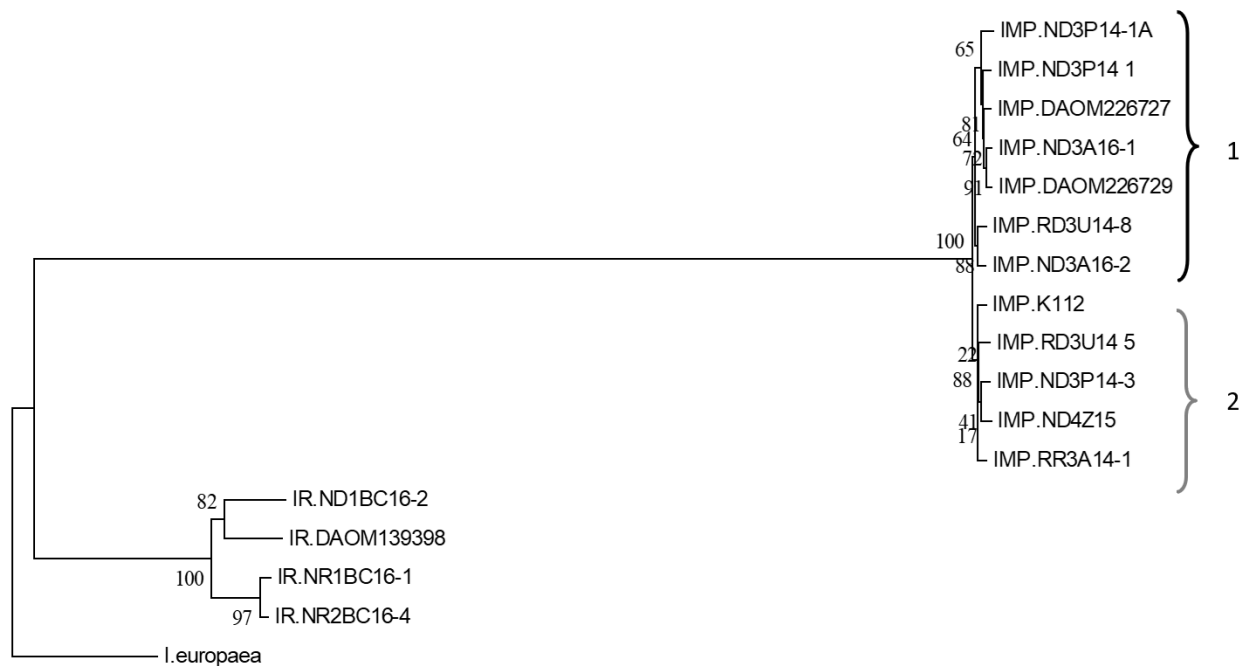 IMP.ND3P14-1A
65
IMP.ND3P14 1
IMP.DAOM226727
81
64
IMP.ND3A16-1
1
72
IMP.DAOM226729
91
IMP.RD3U14-8
100
IMP.ND3A16-2
88
IMP.K112
IMP.RD3U14 5
22
IMP.ND3P14-3
88
2
IMP.ND4Z15
41
17
IMP.RR3A14-1
IR.ND1BC16-2
82
IR.DAOM139398
IR.NR1BC16-1
100
IR.NR2BC16-4
97
I.europaea